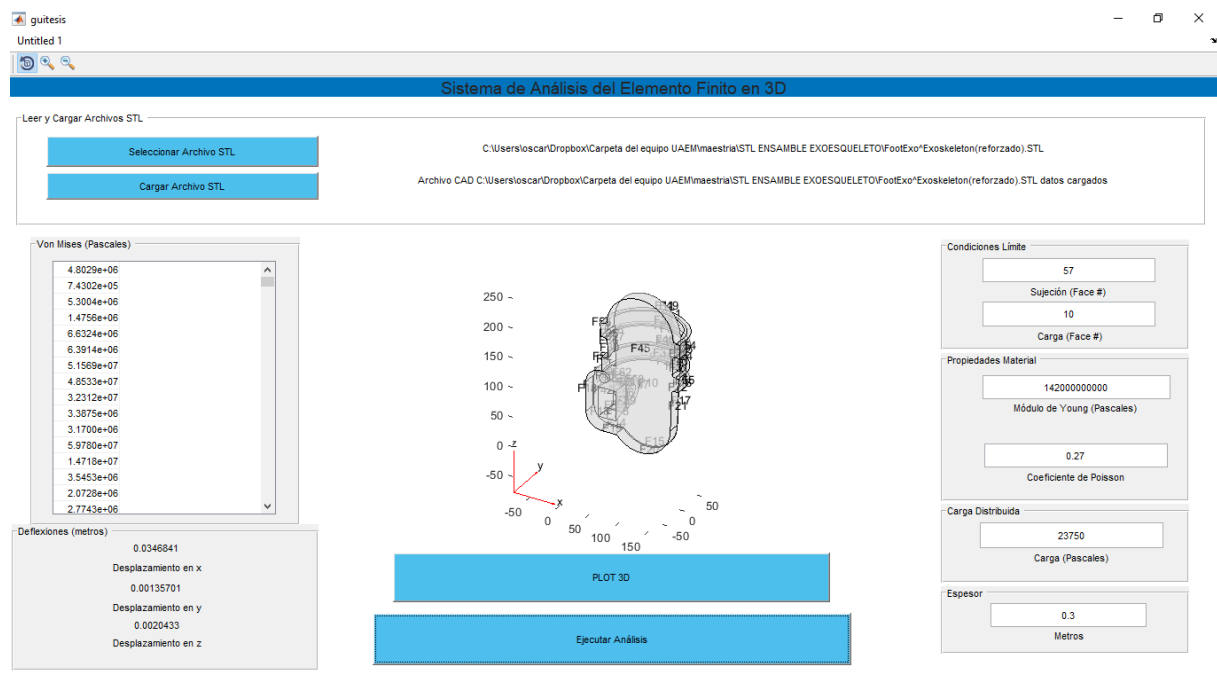 guitesis
Untitled 1
Sistema de Análisis del Elemento Finito en 3D
Leer y Cargar Archivos STL
Seleccionar Archivo STL
C:\Users\oscar\Dropbox\Carpeta del equipo UAEM\maestria\STL ENSAMBLE EXOESQUELETO\FootExo^Exoskeleton(reforzado).STL
Cargar Archivo STL
Archivo CAD C:\Users\oscar\Dropbox\Carpeta del equipo UAEM\maestria\STL ENSAMBLE EXOESQUELETO\FootExo^Exoskeleton(reforzado).STL datos cargados
Von Mises (Pascales)
4.8029e+06
7.4302e+05
5.3004e+06
1.4756e+06
6.6324e+06
6.3914e+06
5.1569e+07
4.8533e+07
3.2312e+07
3.3875e+06
3.1700e+06
5.9780e+07
1.4718e+07
3.5453e+06
2.0728e+06
2.7743e+06
Deflexiones (metros)
0.0346841
Desplazamiento en x
0.00135701
Desplazamiento en y
0.0020433
Desplazamiento en z
250
200
150
100
50
0
-50
z
y
x
-50
0
50
100
150
50
0
-50
F45
F15
PLOT 3D
Ejecutar Análisis
Condiciones Límite
57
Sujeción (Face #)
10
Carga (Face #)
Propiedades Material
142000000000
Módulo de Young (Pascales)
0.27
Coeficiente de Poisson
Carga Distribuida
23750
Carga (Pascales)
Espesor
0.3
Metros